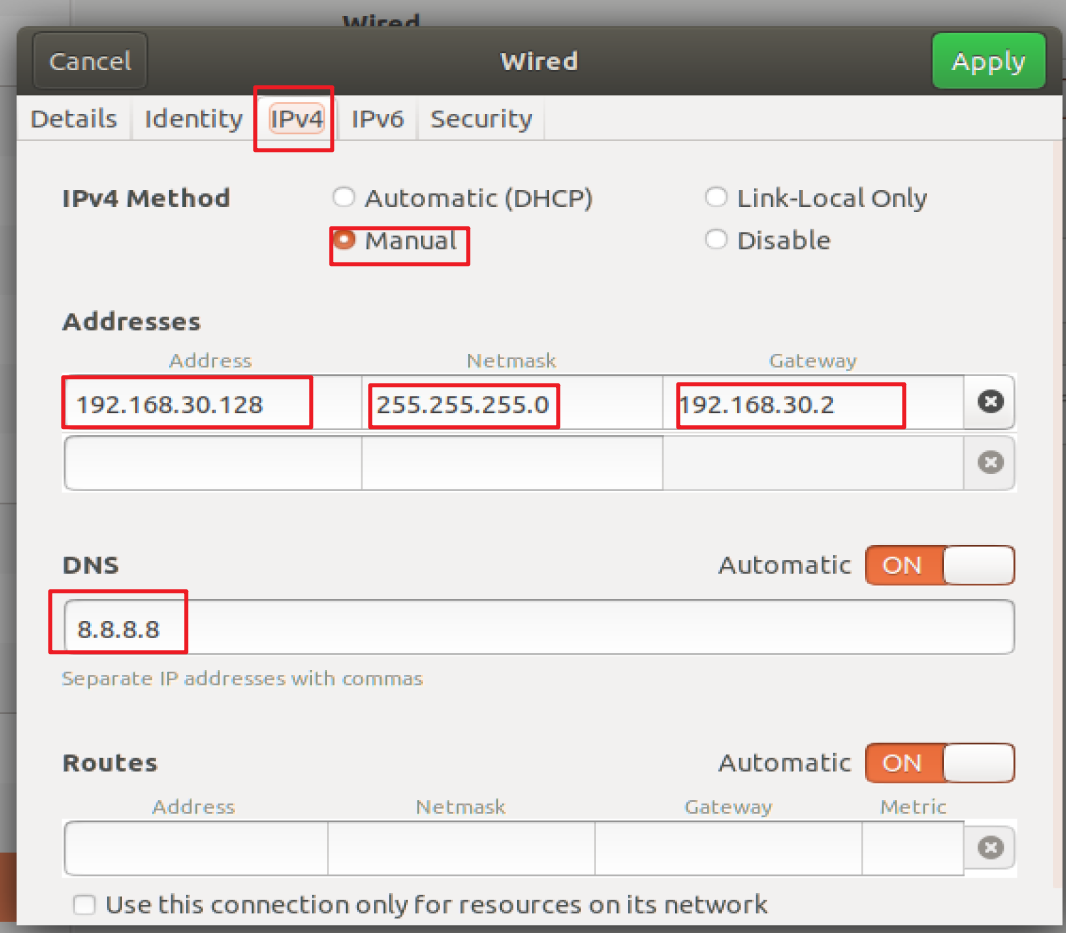 Wired
Cancel Wired Apply
Details Identity IPv4 IPv6 Security
IPv4 Method Automatic (DHCP) Link-Local Only
Manual Disable
Addresses
Address Netmask Gateway
192.168.30.128 255.255.255.0 192.168.30.2
DNS Automatic ON
8.8.8.8
Separate IP addresses with commas
Routes Automatic ON
Address Netmask Gateway Metric
Use this connection only for resources on its network